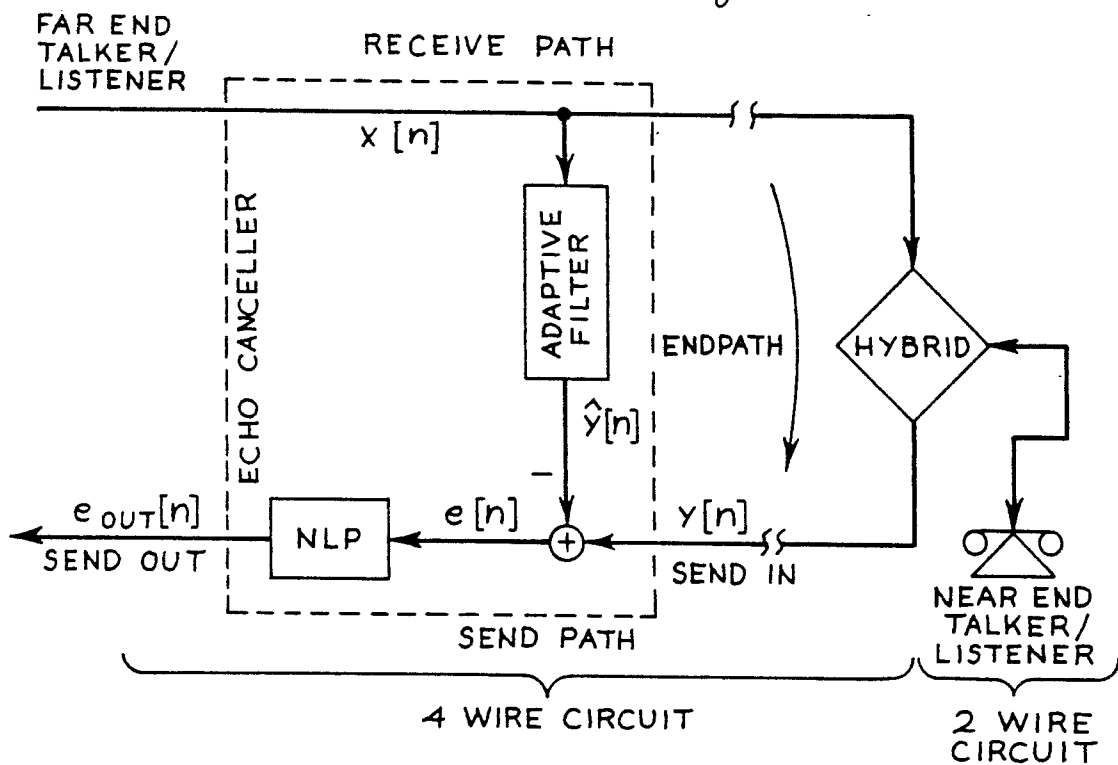 FAR END
TALKER/
LISTENER
RECEIVE PATH
x [n]
ECHO CANCELLER
ADAPTIVE
FILTER
ENDPATH
HYBRID
ŷ[n]
−
e OUT[n]
SEND OUT
NLP
e [n]
+
y[n]
SEND IN
SEND PATH
NEAR END
TALKER/
LISTENER
4 WIRE CIRCUIT
2 WIRE
CIRCUIT